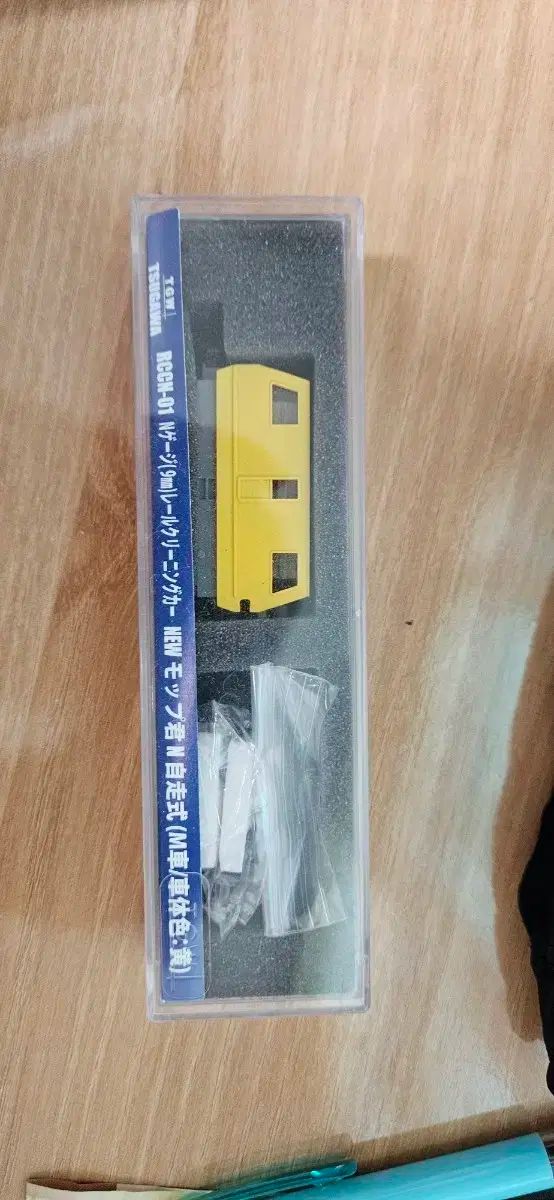 TGW
TSUGAWA
RCCN-01 Nゲージ(9㎜)レールクリーニングカー NEW モップ君 N 自走式 (M車/車体色:黄)